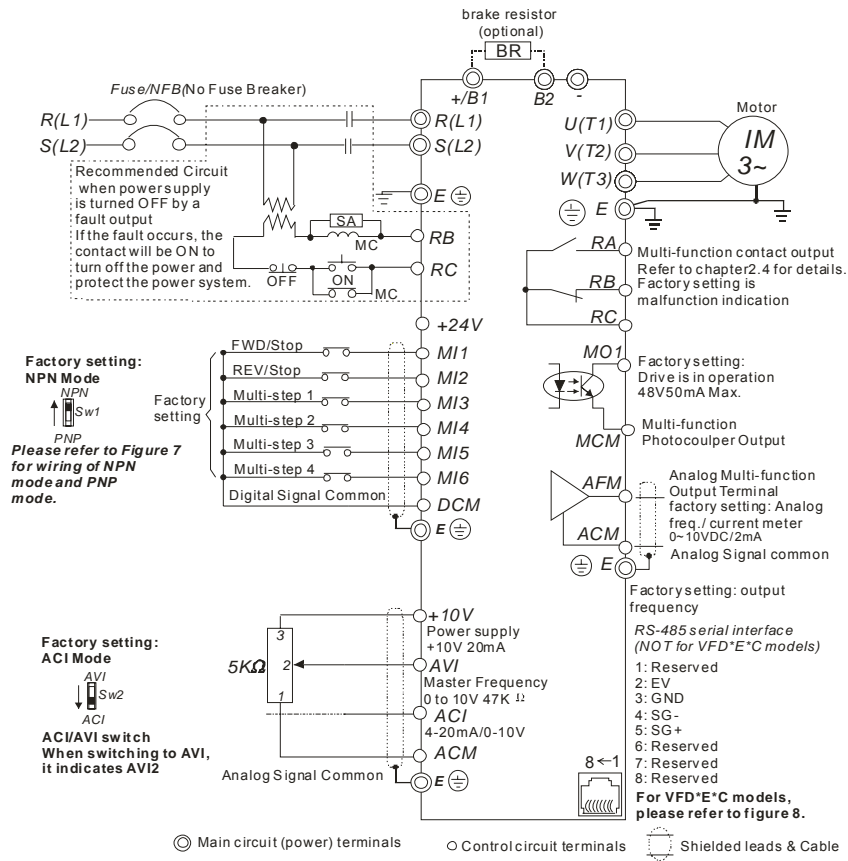 brake resistor
(optional)
BR
+/B1
B2
-
Fuse/NFB(No Fuse Breaker)
R(L1)
S(L2)
R(L1)
S(L2)
E
Recommended Circuit
when power supply
is turned OFF by a
fault output
If the fault occurs, the
contact will be ON to
turn off the power and
protect the power system.
SA
MC
OFF
ON
MC
RB
RC
U(T1)
V(T2)
W(T3)
E
Motor
IM
3~
RA
RB
RC
Multi-function contact output
Refer to chapter2.4 for details.
Factory setting is
malfunction indication
+24V
FWD/Stop
MI1
REV/Stop
MI2
Multi-step 1
MI3
Multi-step 2
MI4
Multi-step 3
MI5
Multi-step 4
MI6
Digital Signal Common
DCM
E
Factory
setting
Factory setting:
NPN Mode
NPN
Sw1
PNP
Please refer to Figure 7
for wiring of NPN
mode and PNP
mode.
MO1
Factory setting:
Drive is in operation
48V50mA Max.
Multi-function
Photocoulper Output
MCM
AFM
ACM
E
Analog Multi-function
Output Terminal
factory setting: Analog
freq./ current meter
0~10VDC/2mA
Analog Signal common
Factory setting: output
frequency
RS-485 serial interface
(NOT for VFD*E*C models)
1: Reserved
2: EV
3: GND
4: SG-
5: SG+
6: Reserved
7: Reserved
8: Reserved
For VFD*E*C models,
please refer to figure 8.
8←1
Factory setting:
ACI Mode
AVI
Sw2
ACI
ACI/AVI switch
When switching to AVI,
it indicates AVI2
5KΩ
3
2
1
+10V
Power supply
+10V 20mA
AVI
Master Frequency
0 to 10V 47K Ω
ACI
4-20mA/0-10V
ACM
Analog Signal Common
E
Main circuit (power) terminals
Control circuit terminals
Shielded leads & Cable